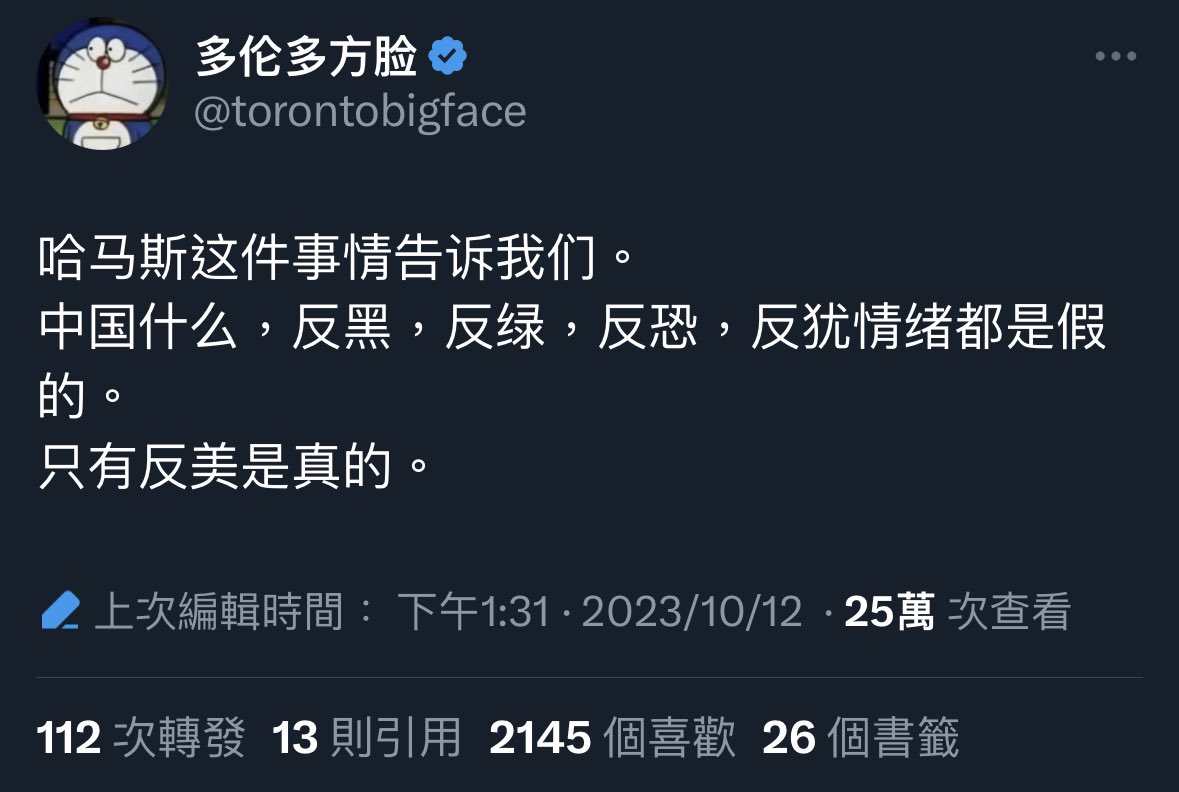 多伦多方脸
@torontobigface
哈马斯这件事情告诉我们。
中国什么，反黑，反绿，反恐，反犹情绪都是假
的。
只有反美是真的。
上次編輯時間： 下午1:31 · 2023/10/12 · 25萬 次查看
112 次轉發 13 則引用 2145 個喜歡 26 個書籤